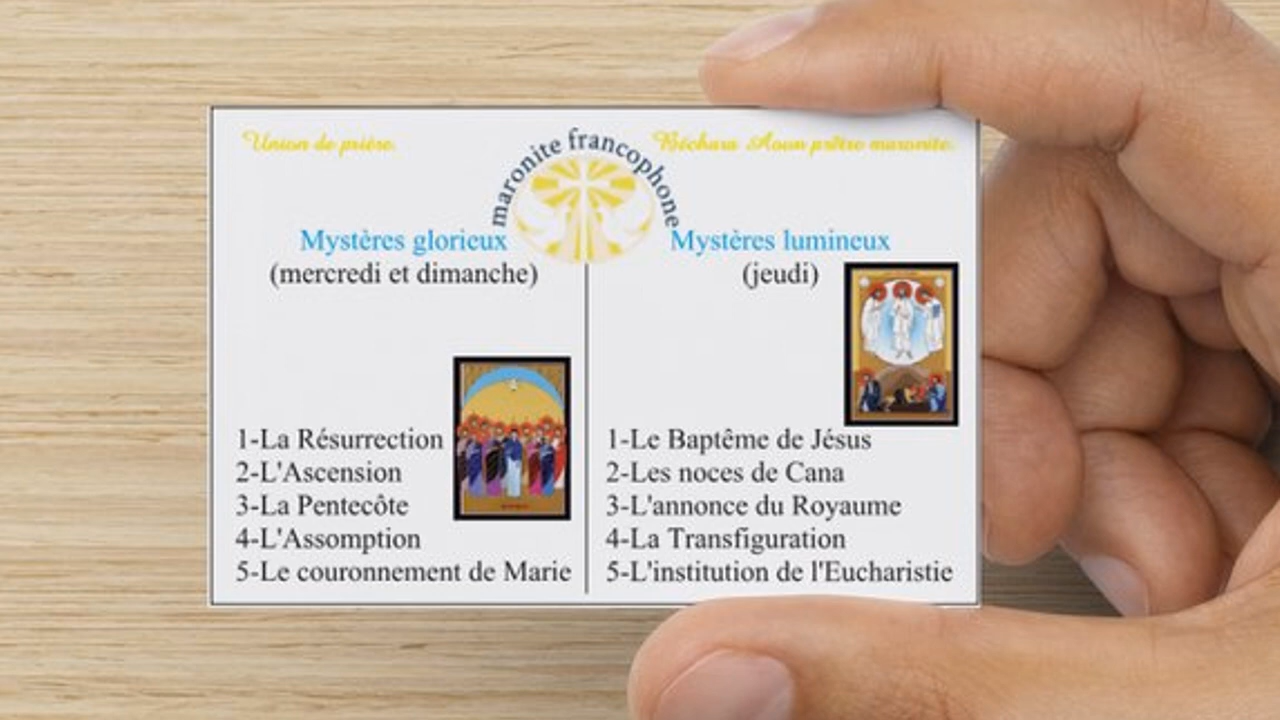 Union de prière.
maronite francophone
Béchara Aoun prêtre maronite.
Mystères glorieux
(mercredi et dimanche)
1-La Résurrection
2-L'Ascension
3-La Pentecôte
4-L'Assomption
5-Le couronnement de Marie
Mystères lumineux
(jeudi)
1-Le Baptême de Jésus
2-Les noces de Cana
3-L'annonce du Royaume
4-La Transfiguration
5-L'institution de l'Eucharistie